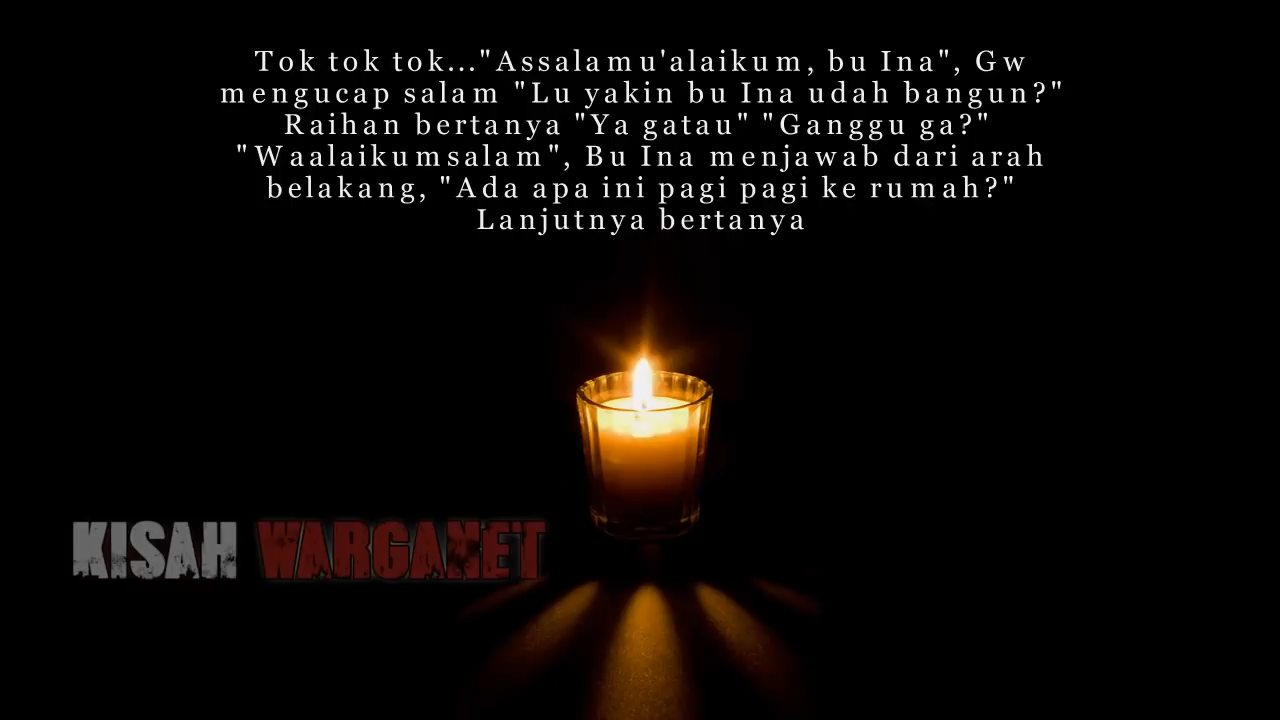 Tok tok tok..."Assalamu'alaikum, bu Ina", Gw
mengucap salam "Lu yakin bu Ina udah bangun?"
Raihan bertanya "Ya gatau" "Ganggu ga?"
"Waalaikumsalam", Bu Ina menjawab dari arah
belakang, "Ada apa ini pagi pagi ke rumah?"
Lanjutnya bertanya
KISAH WARGANET